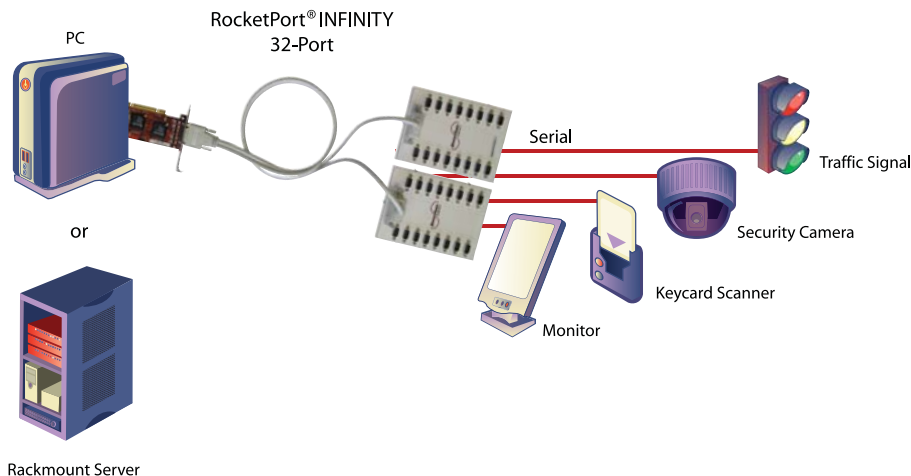 RocketPort® INFINITY
32-Port
PC
Serial
Traffic Signal
Security Camera
Keycard Scanner
Monitor
or
Rackmount Server